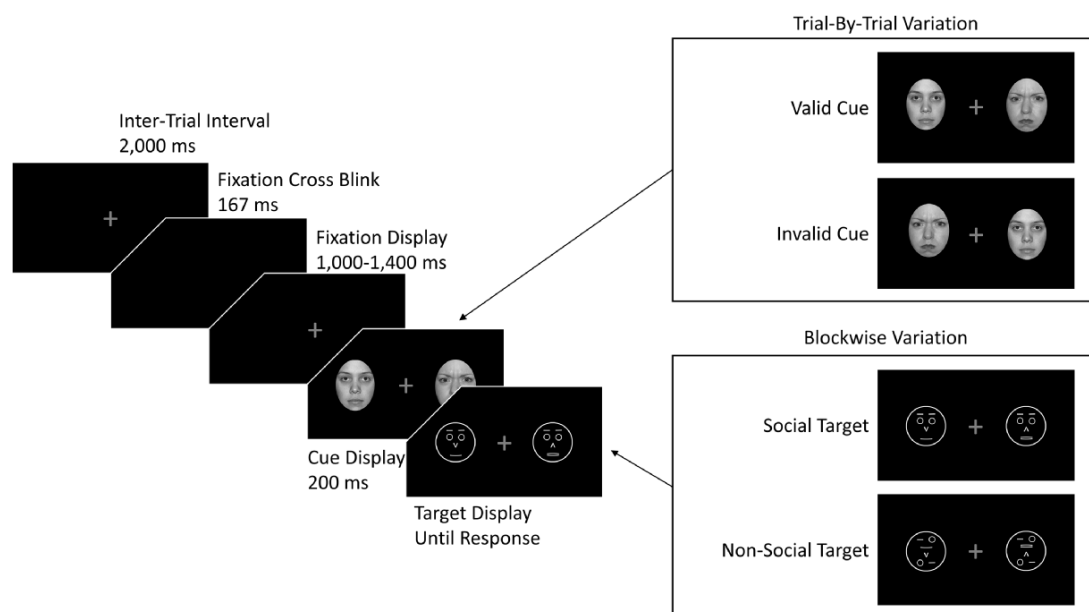 Trial-By-Trial Variation
Valid Cue
Inter-Trial Interval
2,000 ms
Fixation Cross Blink
167 ms
Fixation Display
1,000-1,400 ms
Invalid Cue
Blockwise Variation
Social Target
Cue Display
200 ms
Target Display
Until Response
Non-Social Target